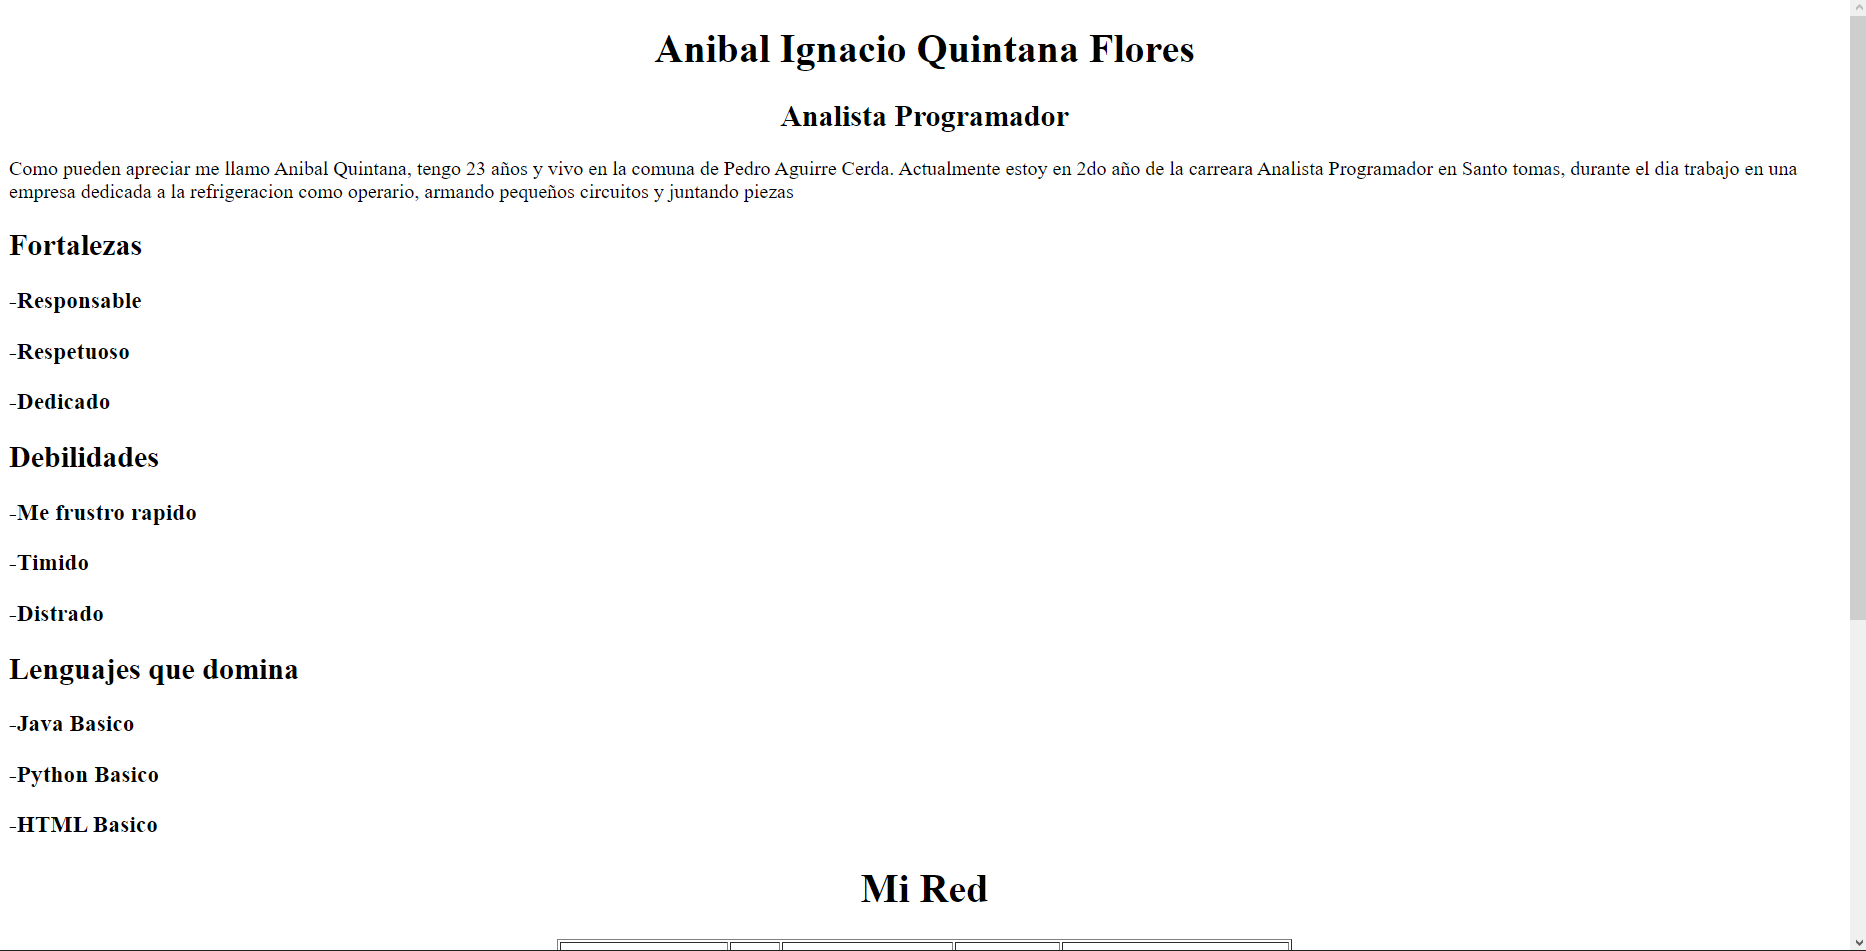 Anibal Ignacio Quintana Flores
Analista Programador
Como pueden apreciar me llamo Anibal Quintana, tengo 23 años y vivo en la comuna de Pedro Aguirre Cerda. Actualmente estoy en 2do año de la carreara Analista Programador en Santo tomas, durante el dia trabajo en una
empresa dedicada a la refrigeracion como operario, armando pequeños circuitos y juntando piezas
Fortalezas
-Responsable
-Respetuoso
-Dedicado
Debilidades
-Me frustro rapido
-Timido
-Distrado
Lenguajes que domina
-Java Basico
-Python Basico
-HTML Basico
Mi Red